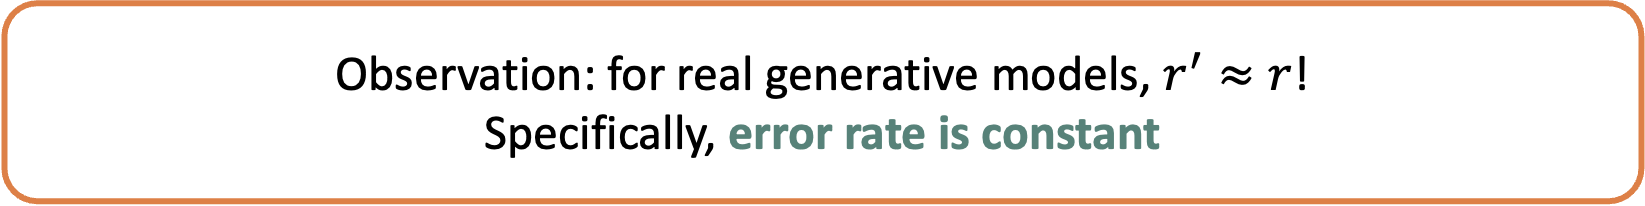 Observation: for real generative models, r′ ≈ r!
Specifically, error rate is constant